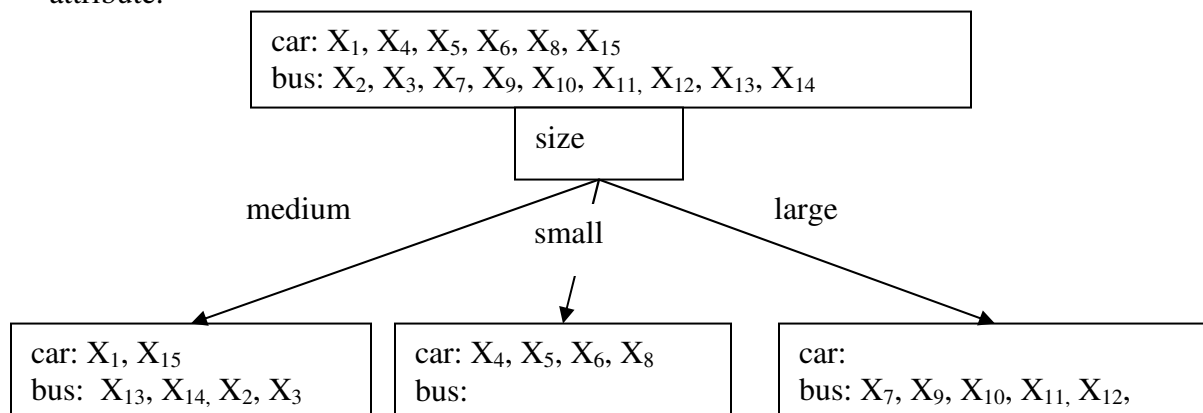 attribute.
car: X₁, X₄, X₅, X₆, X₈, X₁₅
bus: X₂, X₃, X₇, X₉, X₁₀, X₁₁, X₁₂, X₁₃, X₁₄
size
medium
small
large
car: X₁, X₁₅
bus: X₁₃, X₁₄, X₂, X₃
car: X₄, X₅, X₆, X₈
bus:
car:
bus: X₇, X₉, X₁₀, X₁₁, X₁₂,